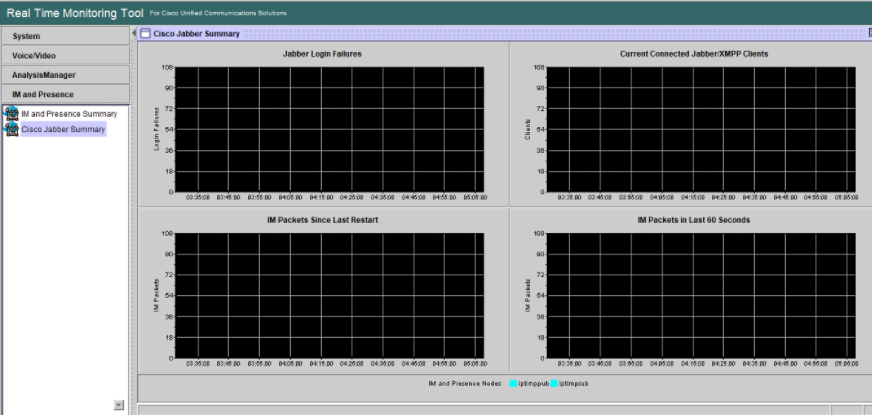 Real Time Monitoring Tool For Cisco Unified Communications Solutions
System
Voice/Video
AnalysisManager
IM and Presence
IM and Presence Summary
Cisco Jabber Summary
Cisco Jabber Summary
Jabber Login Failures
108
90
72
54
36
18
0
Login Failures
03:35:00 03:45:00 03:55:00 04:05:00 04:15:00 04:25:00 04:35:00 04:45:00 04:55:00 05:05:00
Current Connected Jabber/XMPP Clients
108
90
72
54
36
18
0
Clients
03:35:00 03:45:00 03:55:00 04:05:00 04:15:00 04:25:00 04:35:00 04:45:00 04:55:00 05:05:00
IM Packets Since Last Restart
108
90
72
54
36
18
0
IM Packets
03:35:00 03:45:00 03:55:00 04:05:00 04:15:00 04:25:00 04:35:00 04:45:00 04:55:00 05:05:00
IM Packets in Last 60 Seconds
108
90
72
54
36
18
0
IM Packets
03:35:00 03:45:00 03:55:00 04:05:00 04:15:00 04:25:00 04:35:00 04:45:00 04:55:00 05:05:00
IM and Presence Nodes: iptimppub iptimpsub